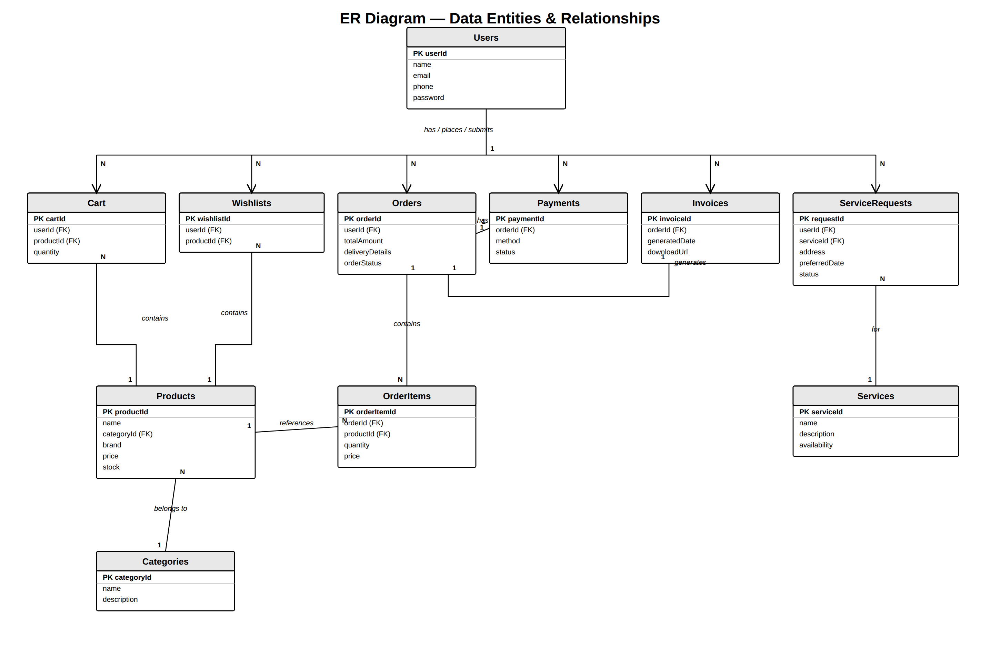 ER Diagram — Data Entities & Relationships
Users
PK userId
name
email
phone
password
has / places / submits
1
N
N
N
N
N
N
Cart
PK cartId
userId (FK)
productId (FK)
quantity
N
Wishlists
PK wishlistId
userId (FK)
productId (FK)
N
Orders
PK orderId
userId (FK)
totalAmount
deliveryDetails
orderStatus
1
1
has
1
1
Payments
PK paymentId
orderId (FK)
method
status
Invoices
PK invoiceId
orderId (FK)
generatedDate
downloadUrl
1
generates
ServiceRequests
PK requestId
userId (FK)
serviceId (FK)
address
preferredDate
status
N
contains
contains
contains
for
1
1
N
1
Products
PK productId
name
categoryId (FK)
brand
price
stock
N
1
references
N
OrderItems
PK orderItemId
orderId (FK)
productId (FK)
quantity
price
Services
PK serviceId
name
description
availability
belongs to
1
Categories
PK categoryId
name
description